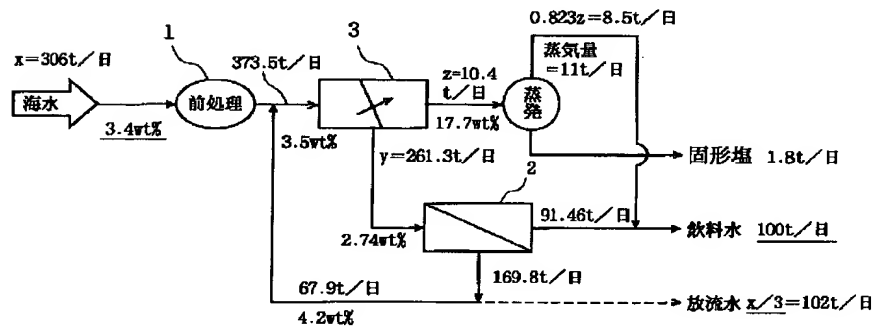 0.823z=8.5t/日
1
3
x=306t/日
373.5t/日
z=10.4
t/日
蒸気量
=11t/日
海水
前処理
蒸発
3.4wt%
3.5wt%
17.7wt%
y=261.3t/日
固形塩 1.8t/日
2
91.46t/日
飲料水 100t/日
2.74wt%
169.8t/日
67.9t/日
4.2wt%
放流水 x/3=102t/日